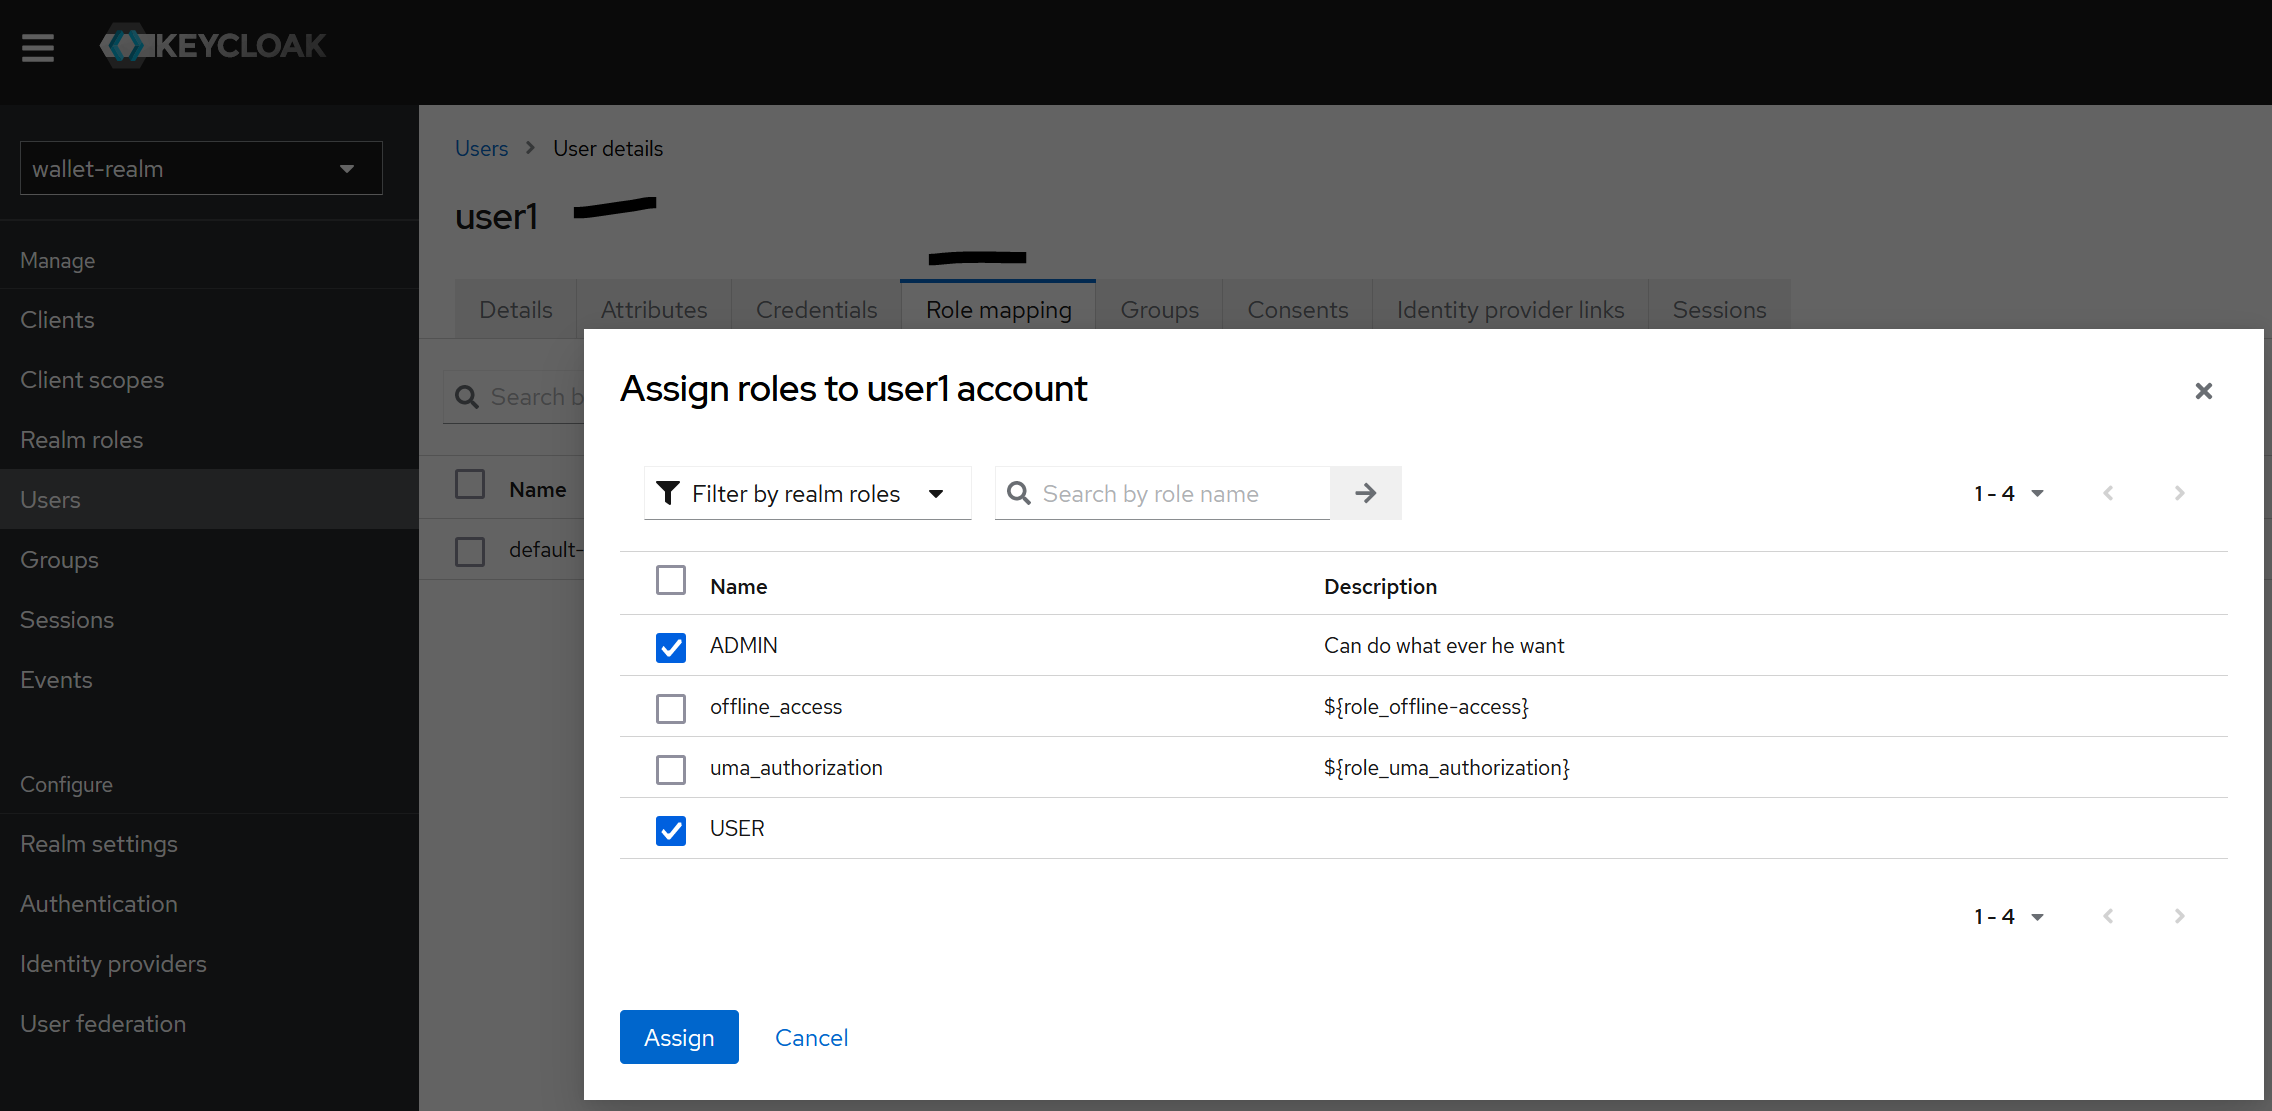 KEYCLOAK
wallet-realm
Manage
Clients
Client scopes
Realm roles
Users
Groups
Sessions
Events
Configure
Realm settings
Authentication
Identity providers
User federation
Users > User details
user1
Details Attributes Credentials Role mapping Groups Consents Identity provider links Sessions
Search b
Name
default-
Assign roles to user1 account
Filter by realm roles Search by role name 1 - 4
Name Description
ADMIN Can do what ever he want
offline_access ${role_offline-access}
uma_authorization ${role_uma_authorization}
USER
1 - 4
Assign Cancel